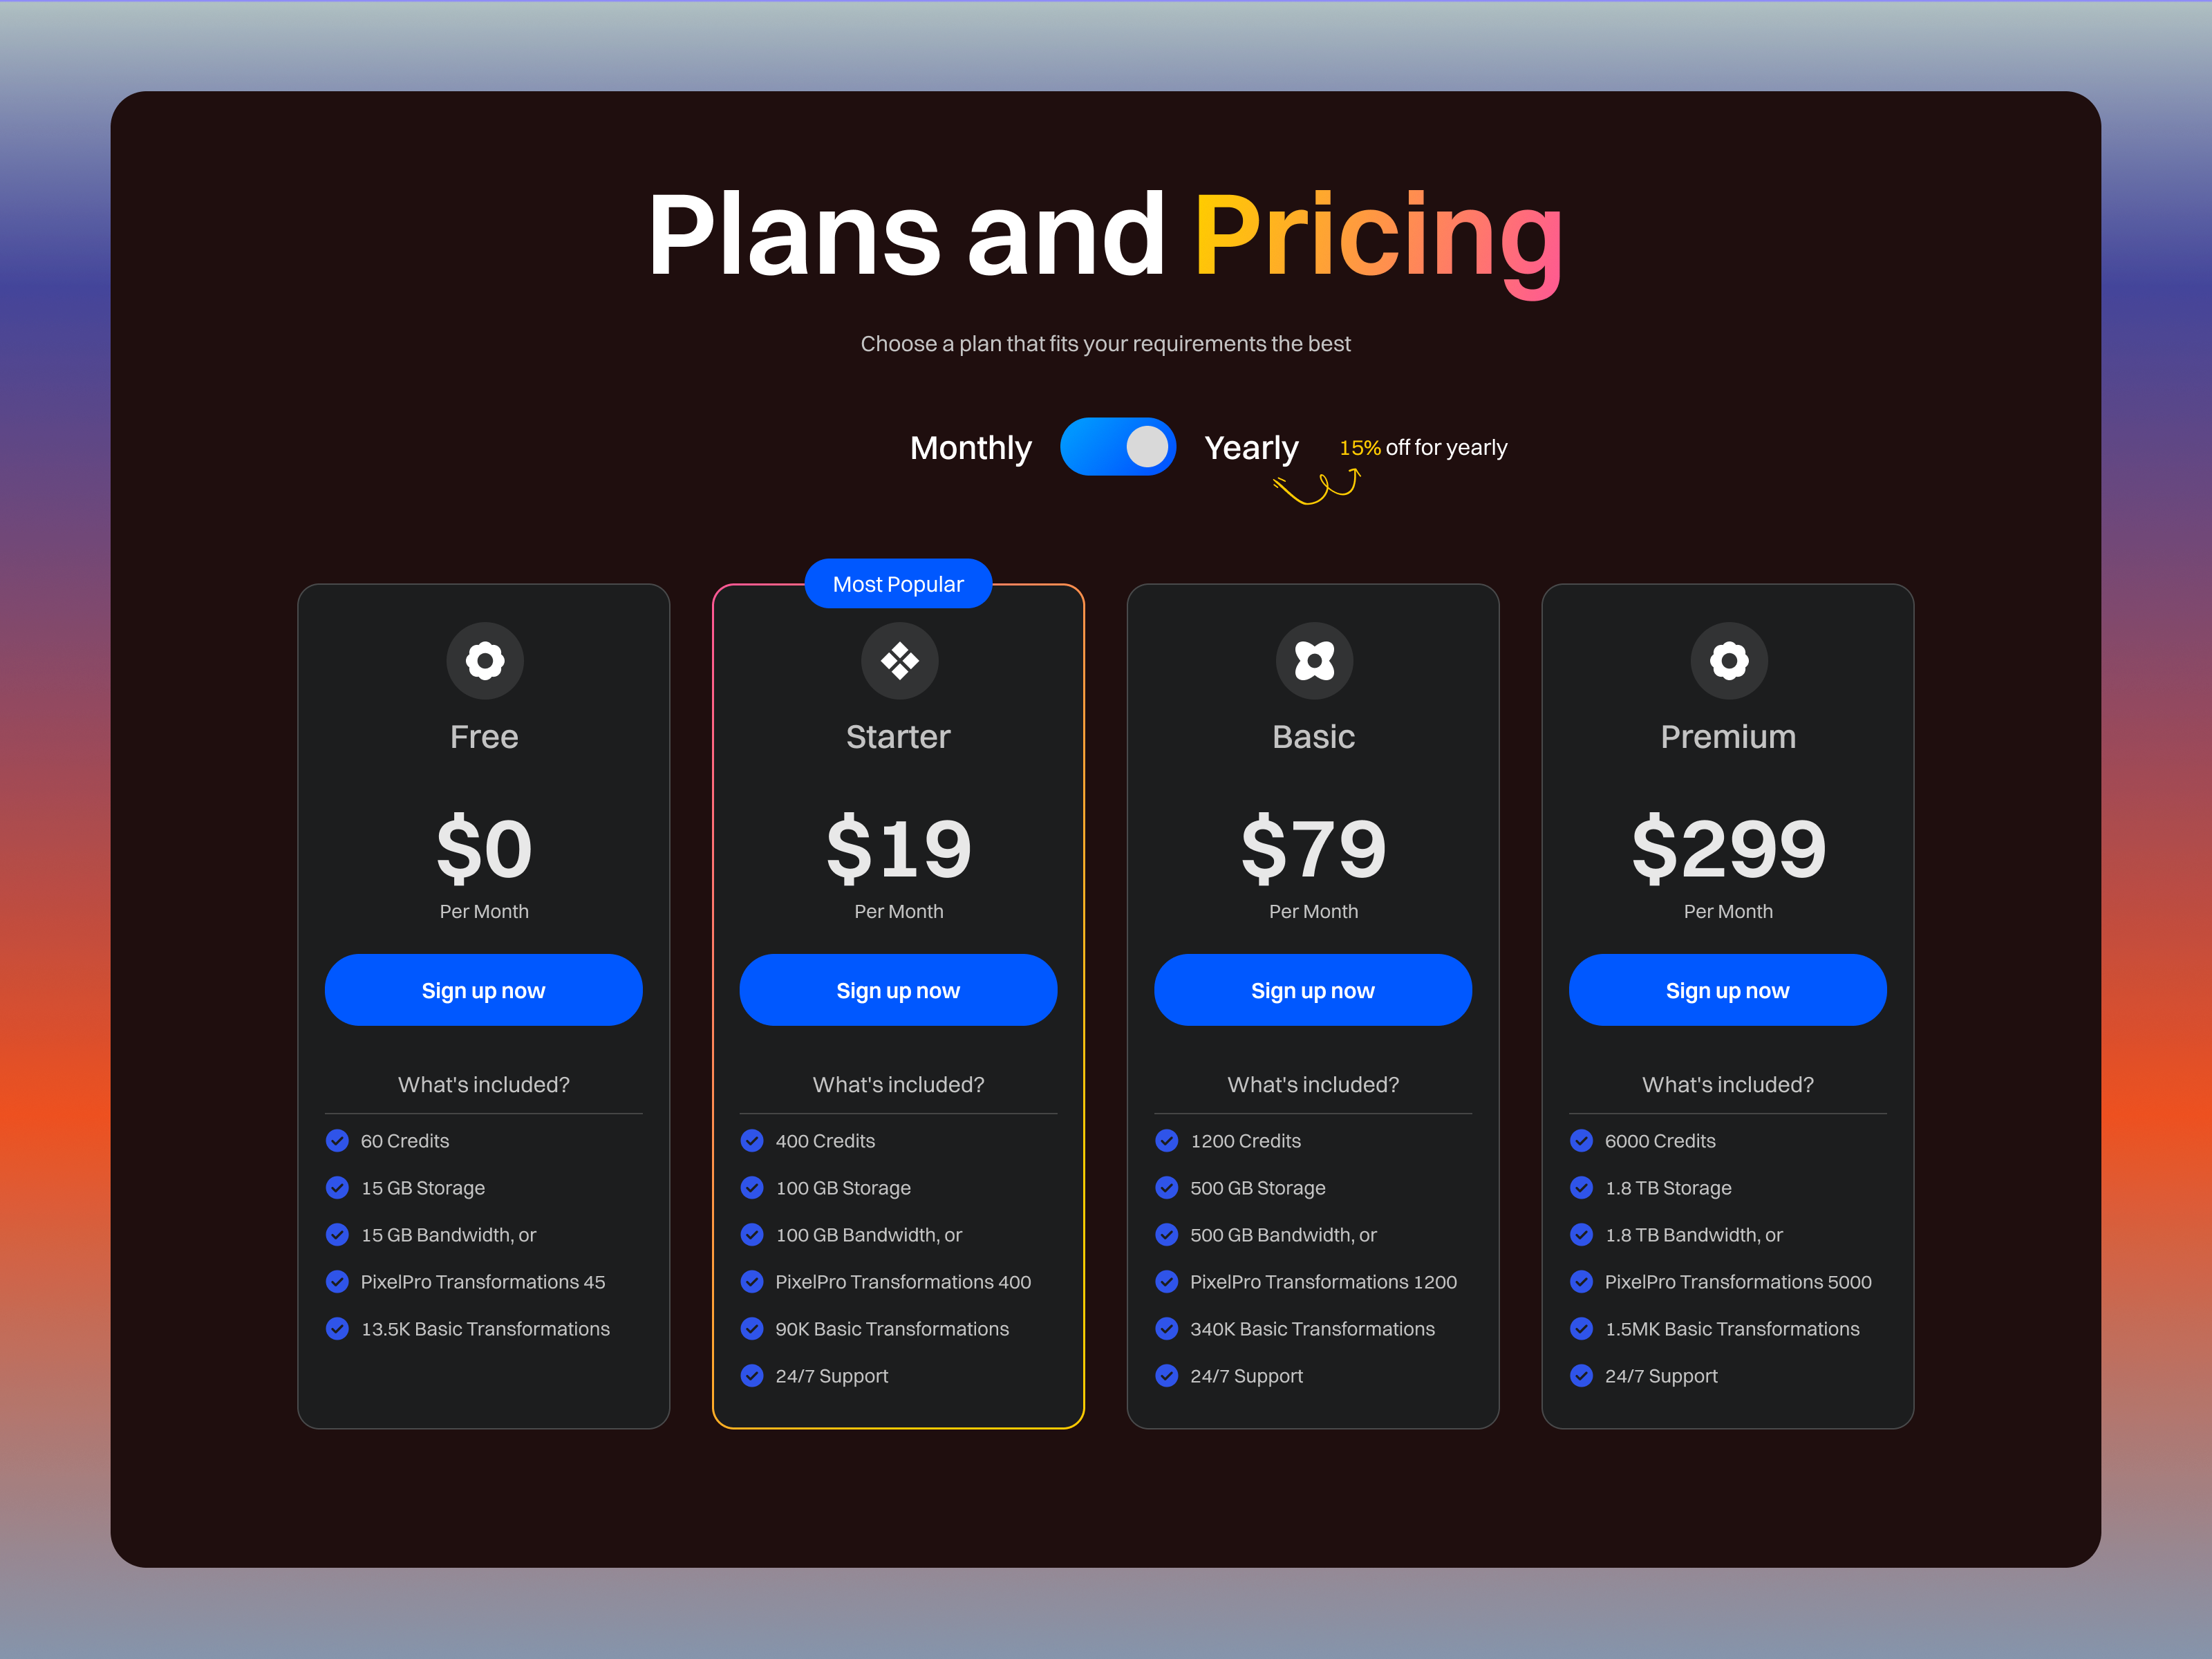 Plans and Pricing
Choose a plan that fits your requirements the best
Monthly
Yearly
15% off for yearly
Free
$0
Per Month
Sign up now
What's included?
60 Credits
15 GB Storage
15 GB Bandwidth, or
PixelPro Transformations 45
13.5K Basic Transformations
Most Popular
Starter
$19
Per Month
Sign up now
What's included?
400 Credits
100 GB Storage
100 GB Bandwidth, or
PixelPro Transformations 400
90K Basic Transformations
24/7 Support
Basic
$79
Per Month
Sign up now
What's included?
1200 Credits
500 GB Storage
500 GB Bandwidth, or
PixelPro Transformations 1200
340K Basic Transformations
24/7 Support
Premium
$299
Per Month
Sign up now
What's included?
6000 Credits
1.8 TB Storage
1.8 TB Bandwidth, or
PixelPro Transformations 5000
1.5MK Basic Transformations
24/7 Support